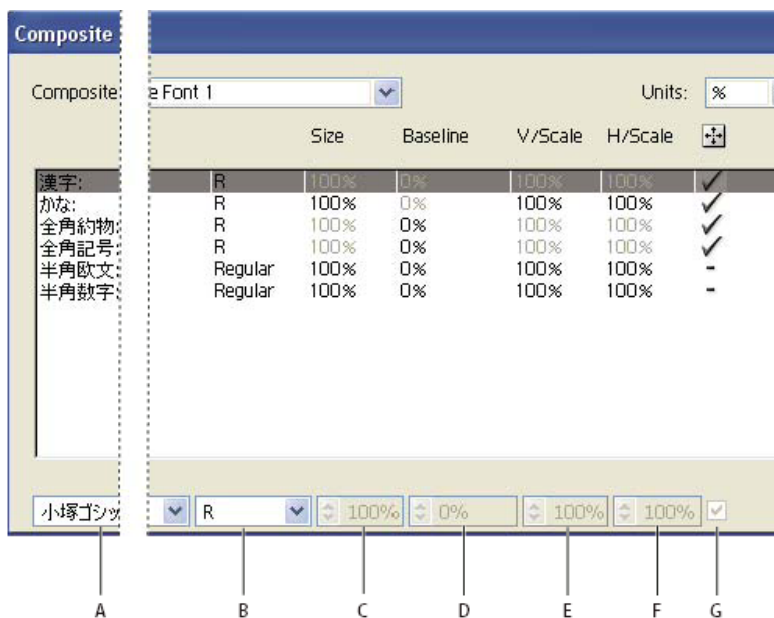 Composite
Composite e Font 1 Units: %
Size Baseline V/Scale H/Scale
漢字: R 100% 0% 100% 100%
かな: R 100% 0% 100% 100%
全角約物: R 100% 0% 100% 100%
全角記号: R 100% 0% 100% 100%
半角欧文: Regular 100% 0% 100% 100% -
半角数字: Regular 100% 0% 100% 100% -
小塚ゴシッ R 100% 0% 100% 100%
A B C D E F G